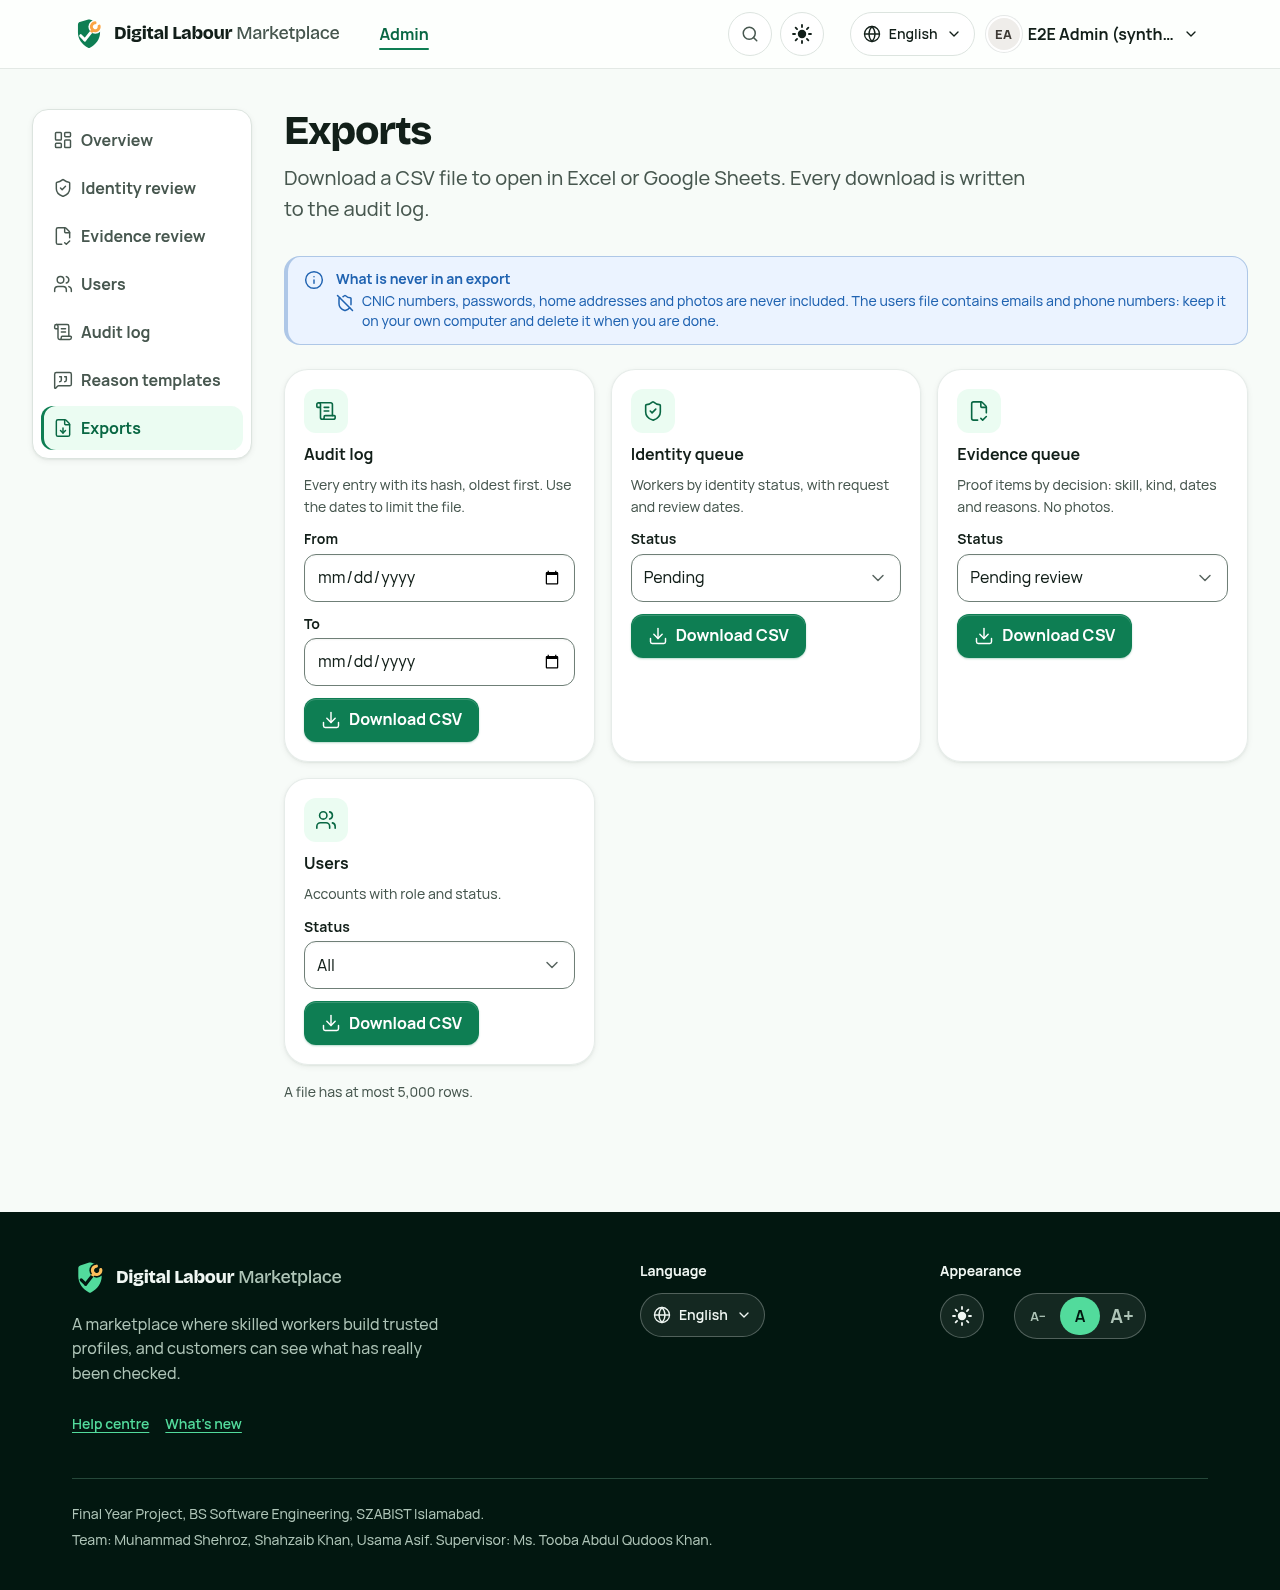 Digital Labour Marketplace
Admin
English
EA
E2E Admin (synth...
Overview
Identity review
Evidence review
Users
Audit log
Reason templates
Exports
Exports
Download a CSV file to open in Excel or Google Sheets. Every download is written
to the audit log.
What is never in an export
CNIC numbers, passwords, home addresses and photos are never included. The users file contains emails and phone numbers: keep it
on your own computer and delete it when you are done.
Audit log
Every entry with its hash, oldest first. Use
the dates to limit the file.
From
mm/dd/yyyy
To
mm/dd/yyyy
Download CSV
Identity queue
Workers by identity status, with request
and review dates.
Status
Pending
Download CSV
Evidence queue
Proof items by decision: skill, kind, dates
and reasons. No photos.
Status
Pending review
Download CSV
Users
Accounts with role and status.
Status
All
Download CSV
A file has at most 5,000 rows.
Digital Labour Marketplace
A marketplace where skilled workers build trusted
profiles, and customers can see what has really
been checked.
Help centre What's new
Language
English
Appearance
A− A A+
Final Year Project, BS Software Engineering, SZABIST Islamabad.
Team: Muhammad Shehroz, Shahzaib Khan, Usama Asif. Supervisor: Ms. Tooba Abdul Qudoos Khan.